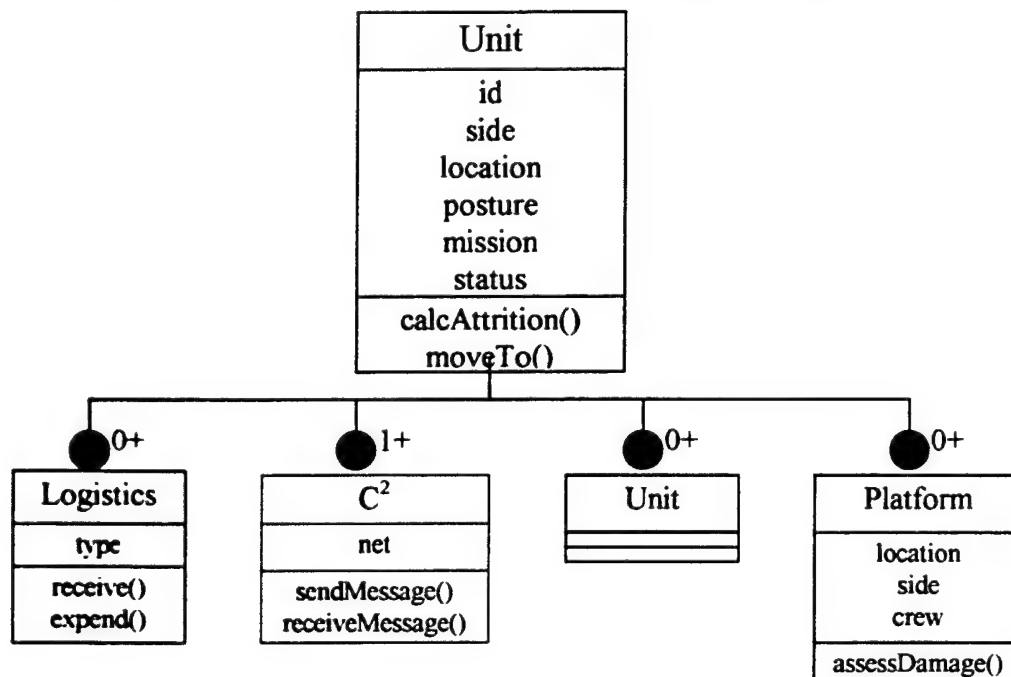 Unit
id
side
location
posture
mission
status
calcAttrition()
moveTo()
0+
1+
0+
0+
Logistics
type
receive()
expend()
C²
net
sendMessage()
receiveMessage()
Unit
Platform
location
side
crew
assessDamage()